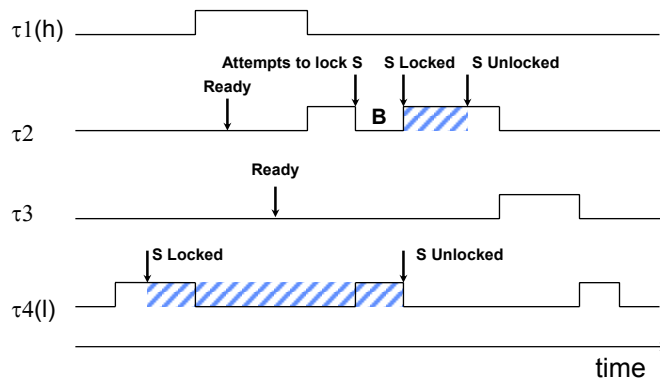 τ1(h)
Attempts to lock S S Locked S Unlocked
Ready
τ2
B
Ready
τ3
S Locked S Unlocked
τ4(l)
time